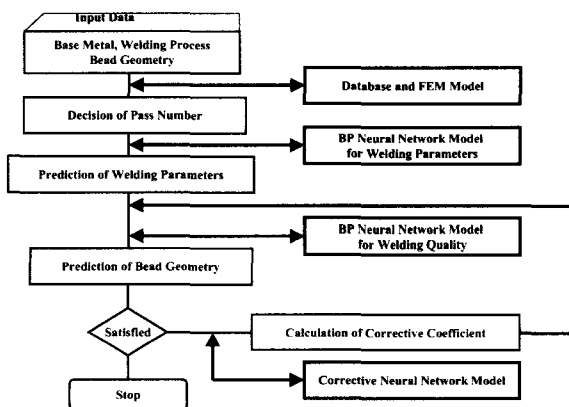 Input Data
Base Metal, Welding Process
Bead Geometry
Database and FEM Model
Decision of Pass Number
BP Neural Network Model
for Welding Parameters
Prediction of Welding Parameters
BP Neural Network Model
for Welding Quality
Prediction of Bead Geometry
Satisfied
Calculation of Corrective Coefficient
Corrective Neural Network Model
Stop